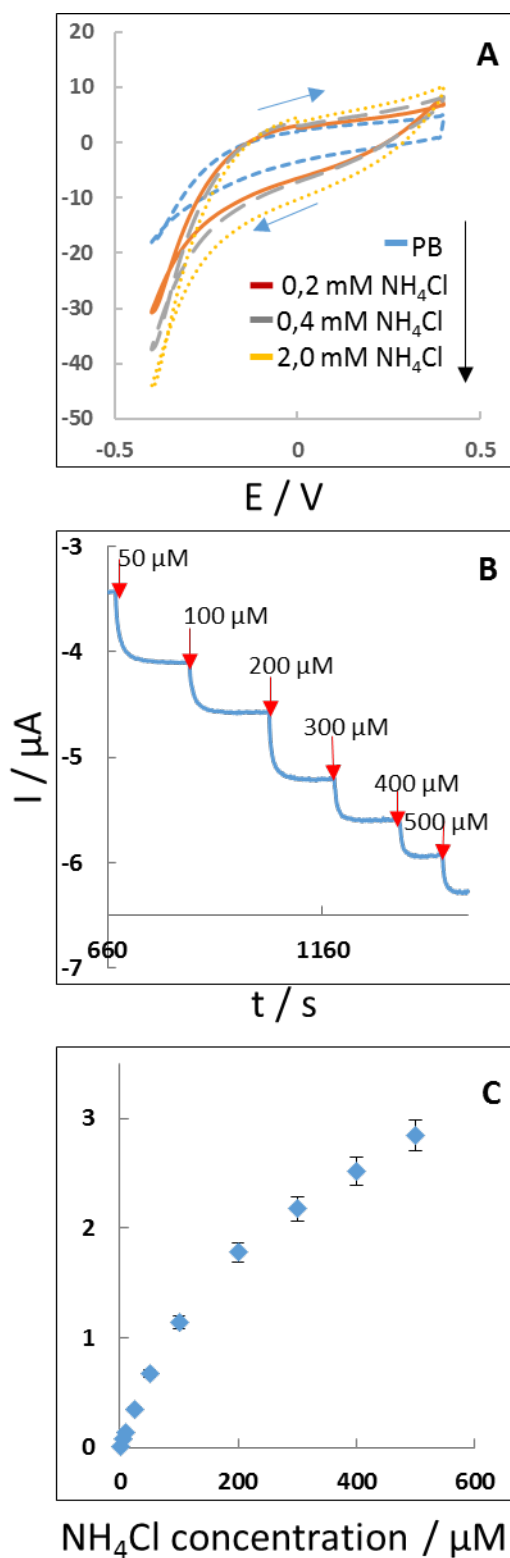 A
20
10
0
-10
-20
-30
-40
-50
PB
0,2 mM NH₄Cl
0,4 mM NH₄Cl
2,0 mM NH₄Cl
-0.5 0 0.5
E / V
B
-3
50 µM
100 µM
-4
200 µM
300 µM
I / µA
-5
400 µM
500 µM
-6
660 1160
-7
t / s
C
3
2
1
0
0 200 400 600
NH₄Cl concentration / µM